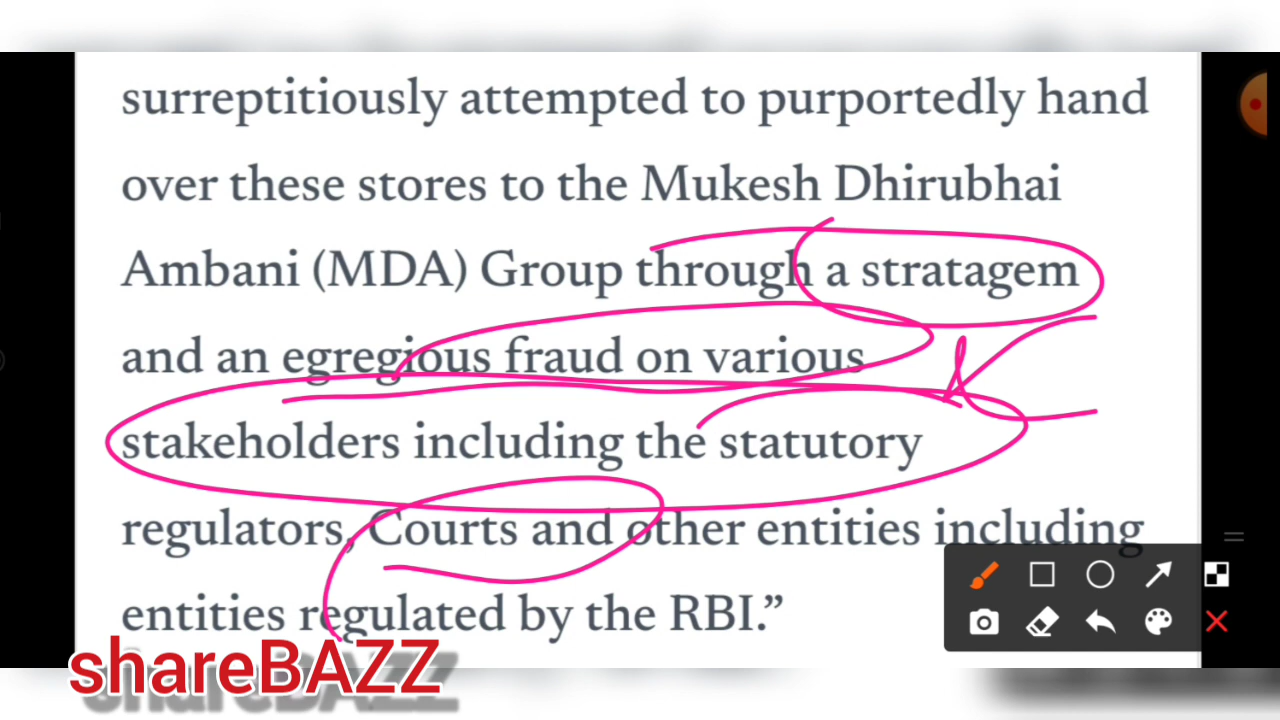 surreptitiously attempted to purportedly hand
over these stores to the Mukesh Dhirubhai
Ambani (MDA) Group through a stratagem
and an egregious fraud on various
stakeholders including the statutory
regulators, Courts and other entities including
entities regulated by the RBI.”
shareBAZZ